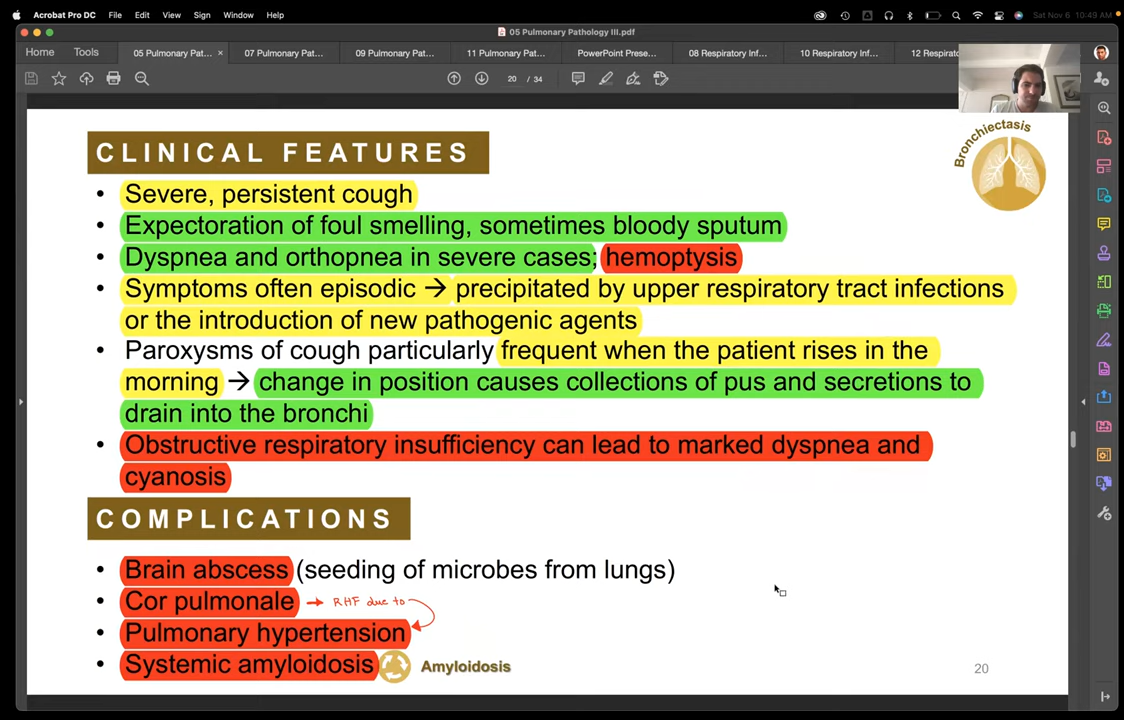 Acrobat Pro DC File Edit View Sign Window Help Sat Nov 6 10:49 AM
05 Pulmonary Pathology III.pdf
Home Tools 05 Pulmonary Pat... × 07 Pulmonary Pat... 09 Pulmonary Pat... 11 Pulmonary Pat... PowerPoint Prese... 08 Respiratory Inf... 10 Respiratory Inf... 12 Respirato
20 / 34
Bronchiectasis
CLINICAL FEATURES
• Severe, persistent cough
• Expectoration of foul smelling, sometimes bloody sputum
• Dyspnea and orthopnea in severe cases; hemoptysis
• Symptoms often episodic → precipitated by upper respiratory tract infections
or the introduction of new pathogenic agents
• Paroxysms of cough particularly frequent when the patient rises in the
morning → change in position causes collections of pus and secretions to
drain into the bronchi
• Obstructive respiratory insufficiency can lead to marked dyspnea and
cyanosis
COMPLICATIONS
• Brain abscess (seeding of microbes from lungs)
• Cor pulmonale → RHF due to
• Pulmonary hypertension
• Systemic amyloidosis Amyloidosis
20